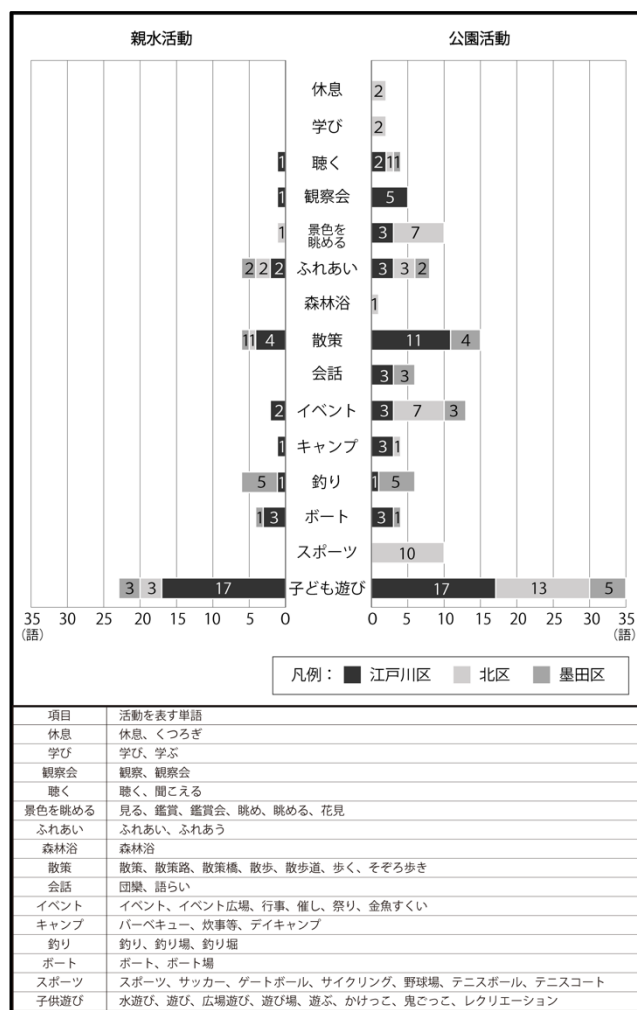 親水活動 公園活動
休息 2
学び 2
1 聴く 2 1 1
1 観察会 5
1 景色を眺める 3 7
2 2 2 ふれあい 3 3 2
森林浴 1
1 1 4 散策 11 4
会話 3 3
2 イベント 3 7 3
1 キャンプ 3 1
5 1 釣り 1 5
1 3 ボート 3 1
スポーツ 10
3 3 17 子ども遊び 17 13 5
35 30 25 20 15 10 5 0 0 5 10 15 20 25 30 35
(語) (語)
凡例: 江戸川区 北区 墨田区
項目 活動を表す単語
休息 休息、くつろぎ
学び 学び、学ぶ
観察会 観察、観察会
聴く 聴く、聞こえる
景色を眺める 見る、鑑賞、鑑賞会、眺め、眺める、花見
ふれあい ふれあい、ふれあう
森林浴 森林浴
散策 散策、散策路、散策橋、散歩、散歩道、歩く、そぞろ歩き
会話 団欒、語らい
イベント イベント、イベント広場、行事、催し、祭り、金魚すくい
キャンプ バーベキュー、炊事等、デイキャンプ
釣り 釣り、釣り場、釣り堀
ボート ボート、ボート場
スポーツ スポーツ、サッカー、ゲートボール、サイクリング、野球場、テニスボール、テニスコート
子供遊び 水遊び、遊び、広場遊び、遊び場、遊ぶ、かけっこ、鬼ごっこ、レクリエーション